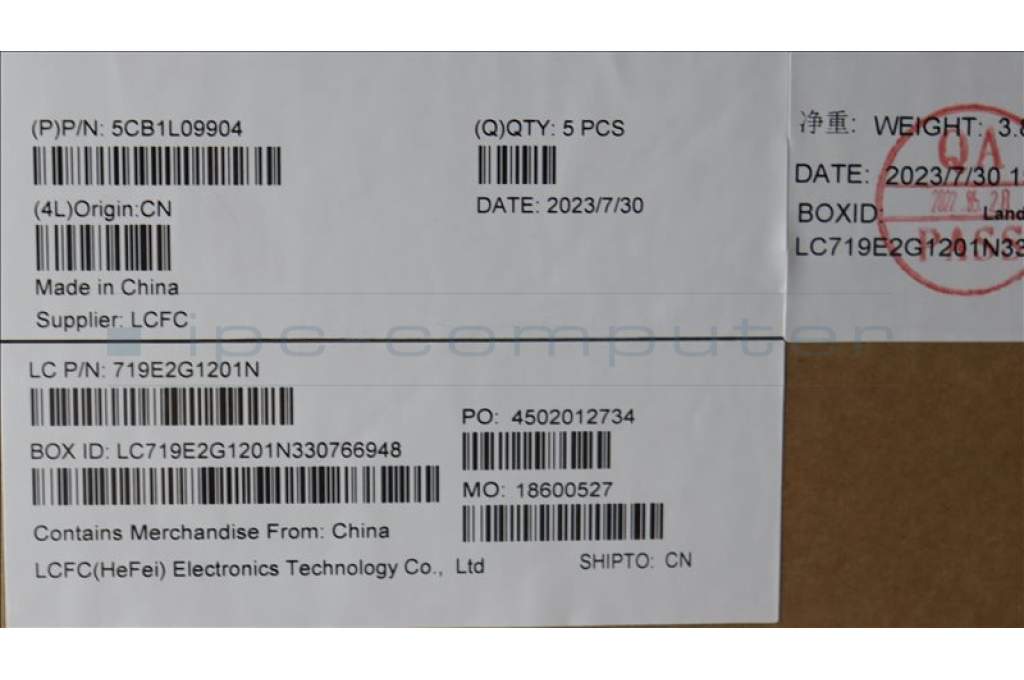 (P)P/N: 5CB1L09904
(Q)QTY: 5 PCS
(4L)Origin:CN
DATE: 2023/7/30
Made in China
Supplier: LCFC
净重: WEIGHT: 3.8
DATE: 2023/7/30 1
BOXID:
Land
LC719E2G1201N33
QA
PASS
ipc-computer
LC P/N: 719E2G1201N
PO: 4502012734
BOX ID: LC719E2G1201N330766948
MO: 18600527
Contains Merchandise From: China
LCFC(HeFei) Electronics Technology Co., Ltd
SHIPTO: CN